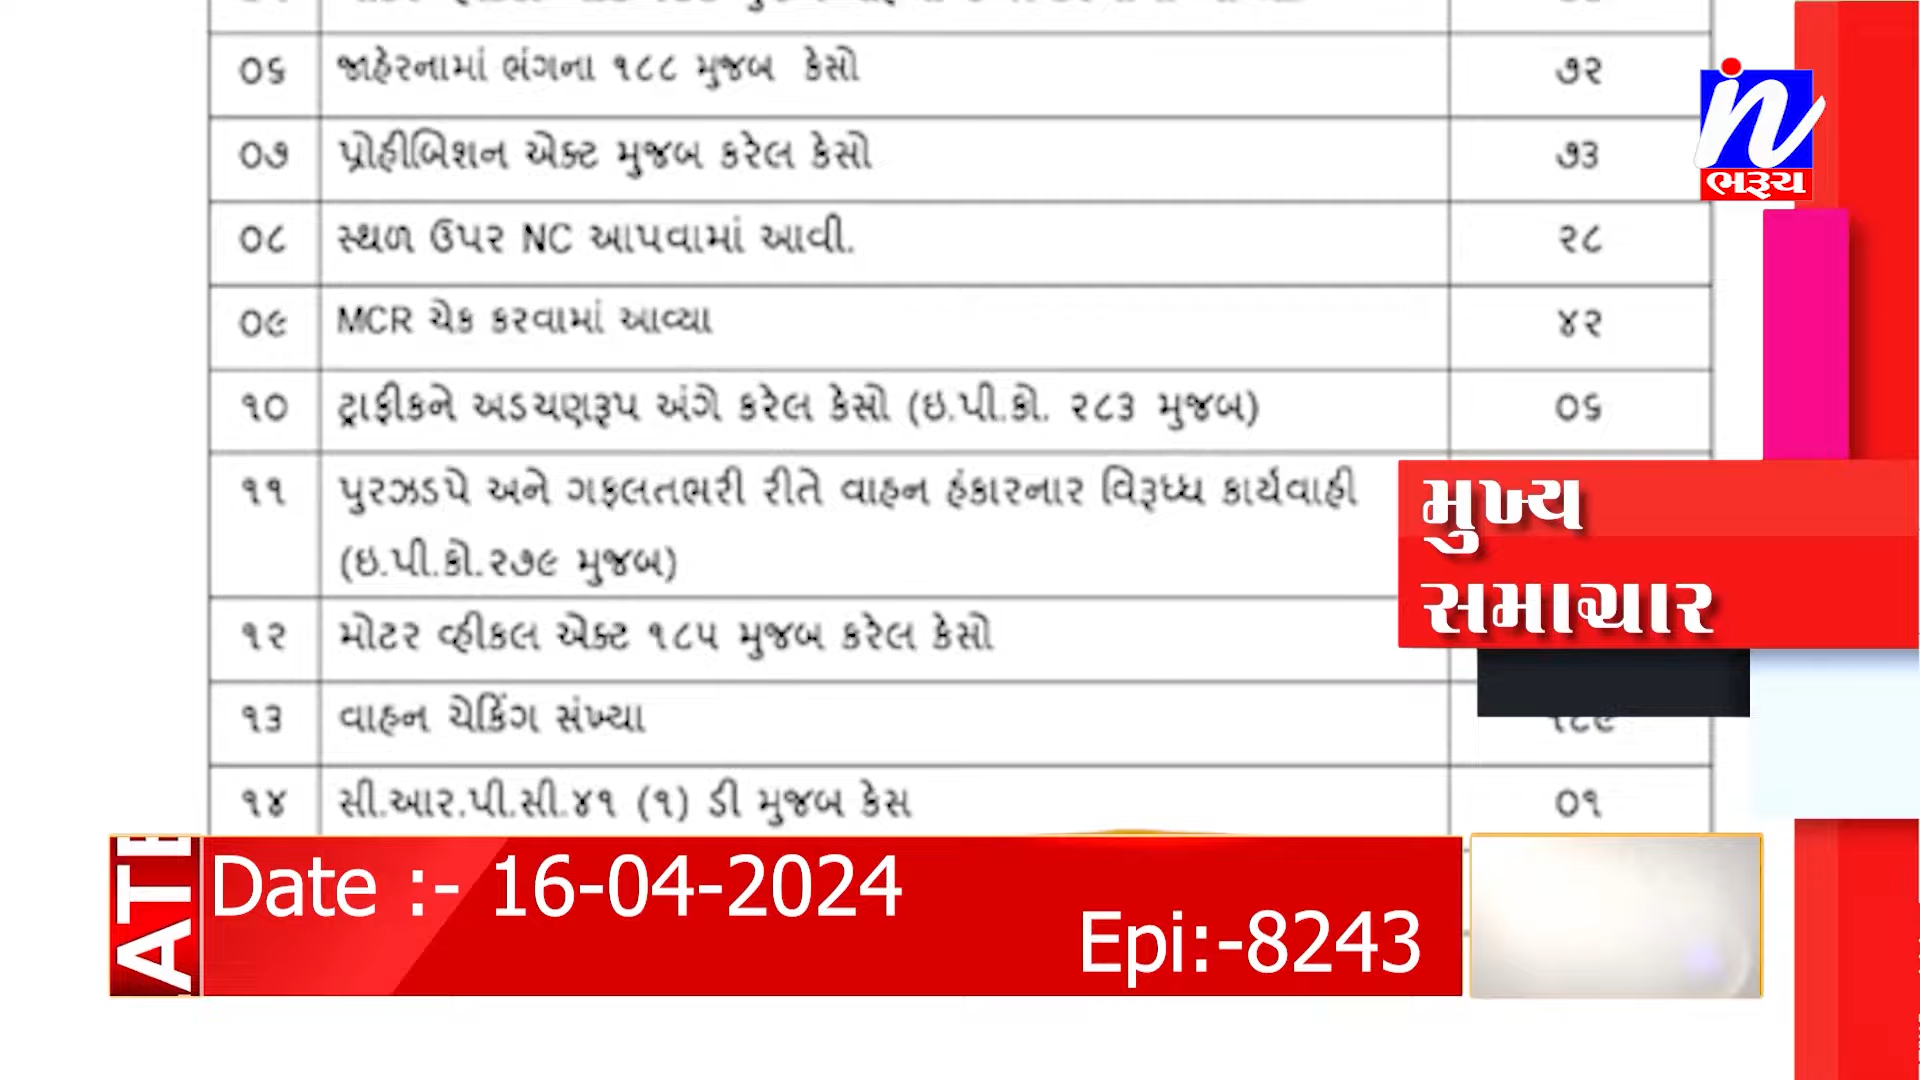 ૦૬ જાહેરનામાં ભંગના ૧૮૮ મુજબ કેસો ૭૨
૦૭ પ્રોહીબિશન એક્ટ મુજબ કરેલ કેસો ૭૩
૦૮ સ્થળ ઉપર NC આપવામાં આવી. ૨૮
૦૯ MCR ચેક કરવામાં આવ્યા ૪૨
૧૦ ટ્રાફીકને અડચણરૂપ અંગે કરેલ કેસો (ઇ.પી.કો. ૨૮૩ મુજબ) ૦૬
૧૧ પુરઝડપે અને ગફલતભરી રીતે વાહન હંકારનાર વિરૂધ્ધ કાર્યવાહી
(ઇ.પી.કો.૨૭૯ મુજબ)
૧૨ મોટર વ્હીકલ એક્ટ ૧૮૫ મુજબ કરેલ કેસો
૧૩ વાહન ચેકિંગ સંખ્યા
૧૪ સી.આર.પી.સી.૪૧ (૧) ડી મુજબ કેસ ૦૧
in
ભરૂચ
મુખ્ય
સમાચાર
Date :- 16-04-2024
Epi:-8243